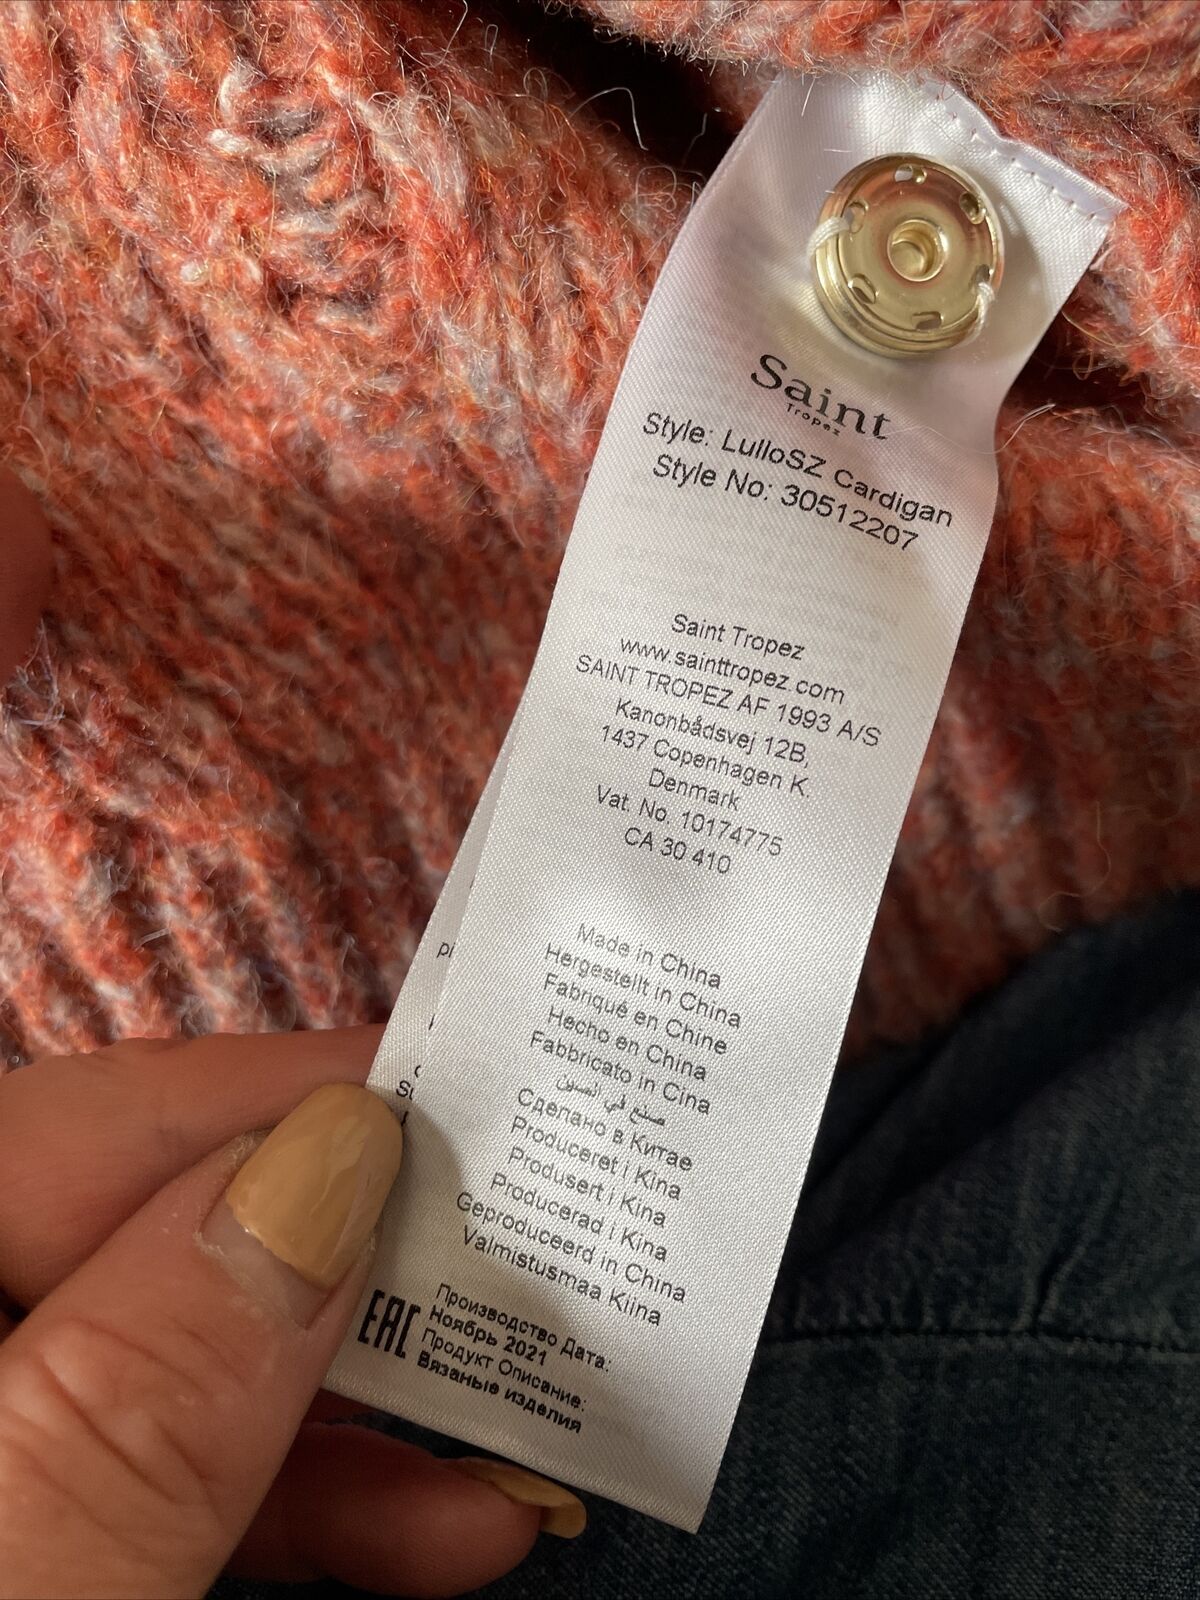 Saint
Tropez
Style: LulloSZ Cardigan
Style No: 30512207
Saint Tropez
www.sainttropez.com
SAINT TROPEZ AF 1993 A/S
Kanonbådsvej 12B,
1437 Copenhagen K.
Denmark
Vat. No. 10174775
CA 30 410
Made in China
Hergestellt in China
Fabriqué en Chine
Hecho en China
Fabbricato in Cina
صنع في الصين
Сделано в Китае
Produceret i Kina
Produsert i Kina
Producerad i Kina
Geproduceerd in China
Valmistusmaa Kiina
EAC
Производство Дата:
Ноябрь 2021
Продукт Описание:
Вязаные изделия